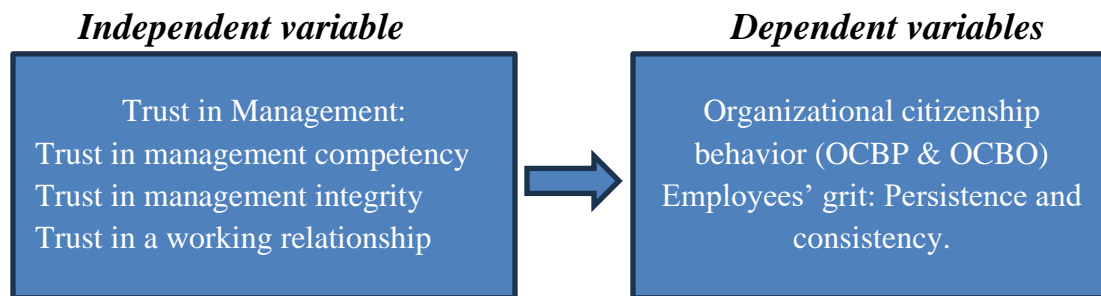 Independent variable
Dependent variables
Trust in Management:
Trust in management competency
Trust in management integrity
Trust in a working relationship
Organizational citizenship
behavior (OCBP & OCBO)
Employees’ grit: Persistence and
consistency.